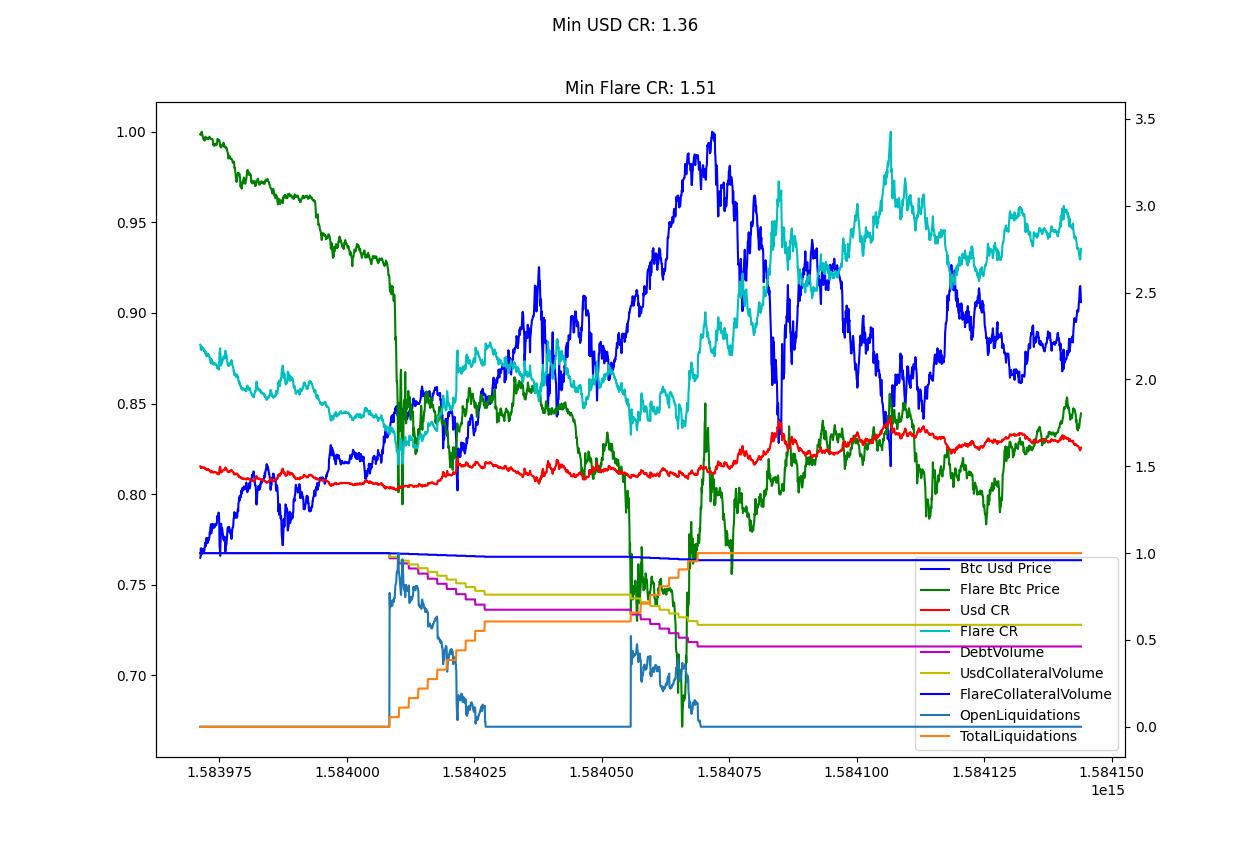 Min USD CR: 1.36
Min Flare CR: 1.51
1.00
0.95
0.90
0.85
0.80
0.75
0.70
3.5
3.0
2.5
2.0
1.5
1.0
0.5
0.0
Btc Usd Price
Flare Btc Price
Usd CR
Flare CR
DebtVolume
UsdCollateralVolume
FlareCollateralVolume
OpenLiquidations
TotalLiquidations
1.583975 1.584000 1.584025 1.584050 1.584075 1.584100 1.584125 1.584150
1e15